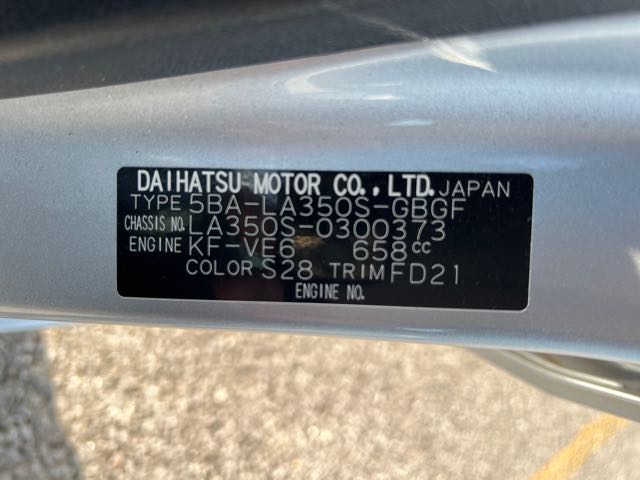 DAIHATSU MOTOR CO., LTD. JAPAN
TYPE 5BA-LA350S-GBGF
CHASSIS NO. LA350S-0300373
ENGINE KF-VE6 658cc
COLOR S28 TRIM FD21
ENGINE NO.